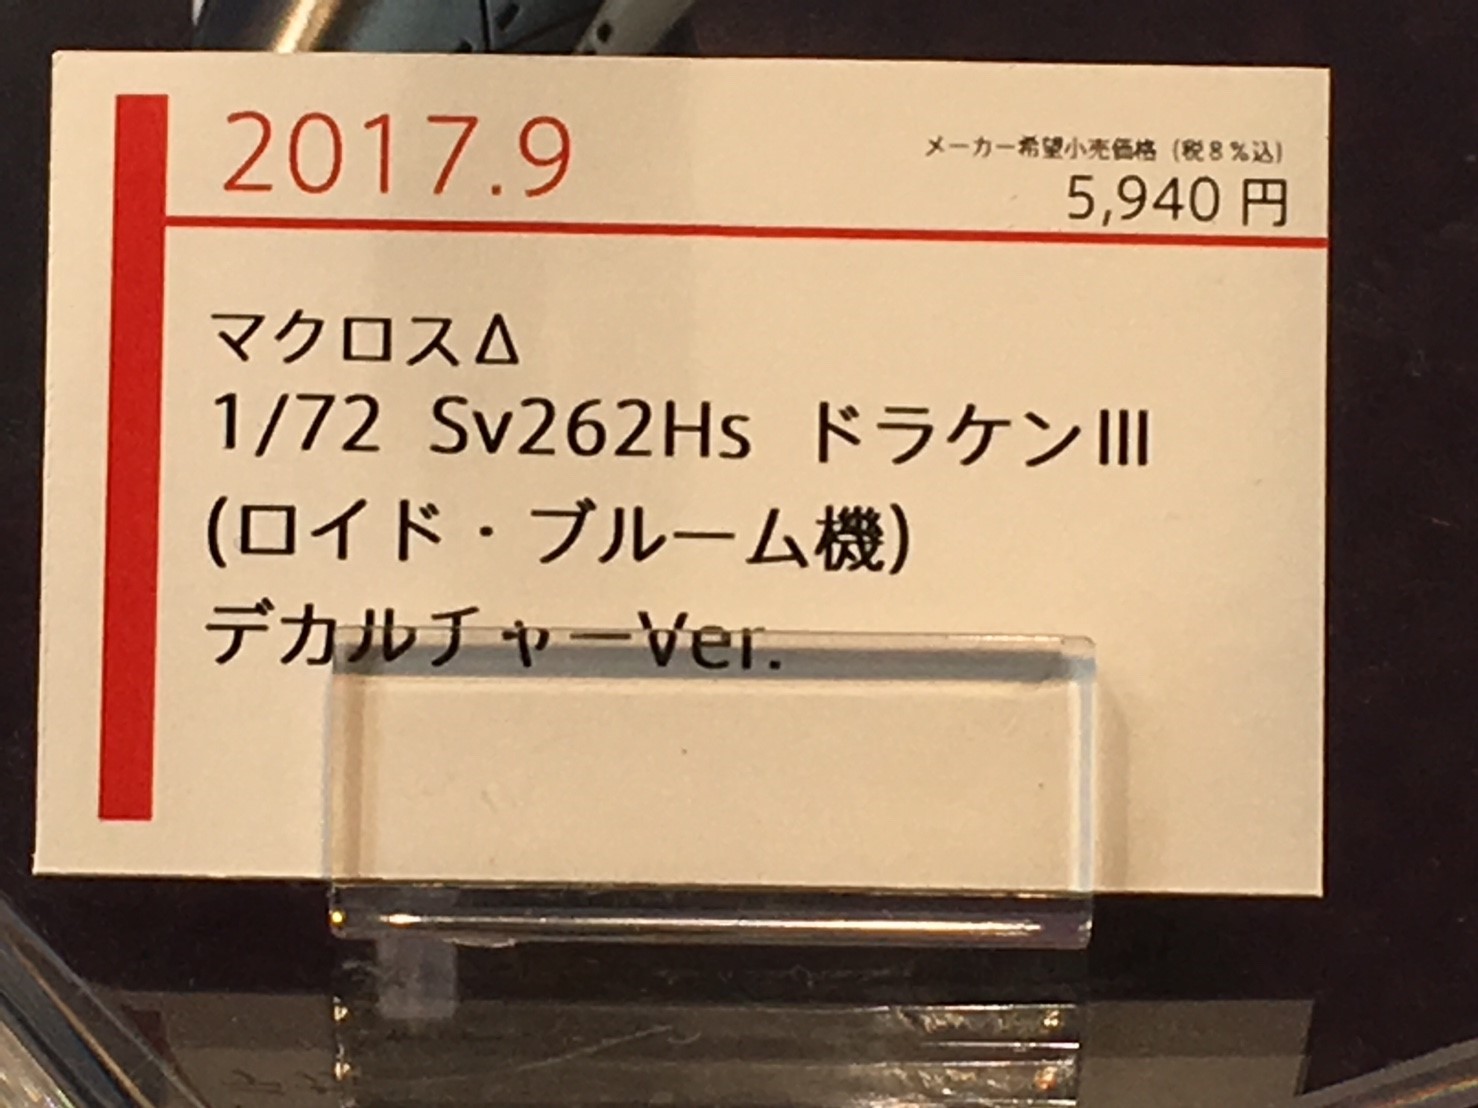 2017.9
メーカー希望小売価格（税8%込）
5,940 円
マクロスΔ
1/72 Sv262Hs ドラケンⅢ
(ロイド・ブルーム機)
デカルチャーVer.